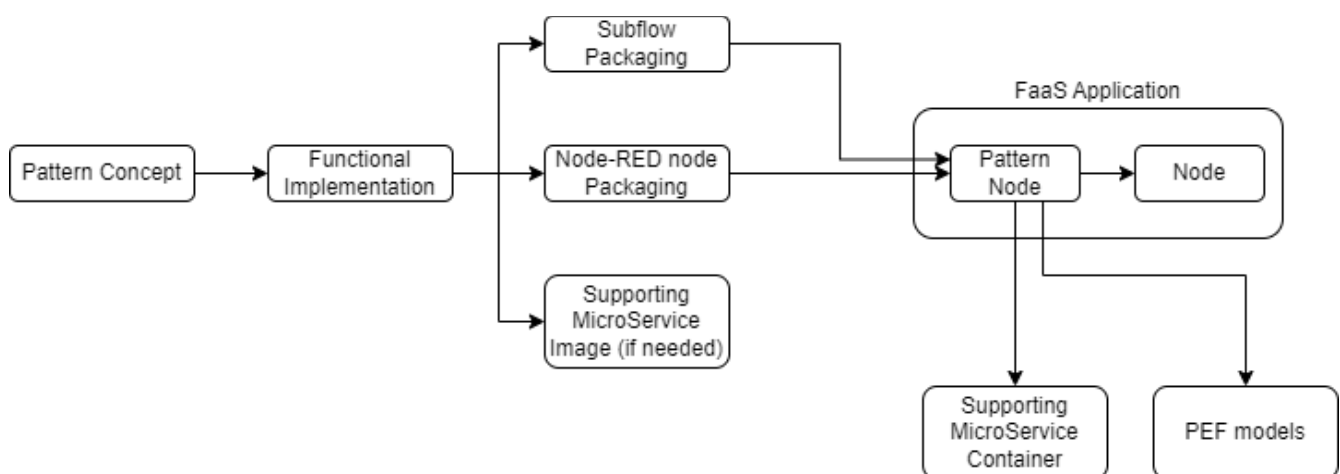 Subflow
Packaging
FaaS Application
Pattern Concept
Functional
Implementation
Node-RED node
Packaging
Pattern
Node
Node
Supporting
MicroService
Image (if needed)
Supporting
MicroService
Container
PEF models